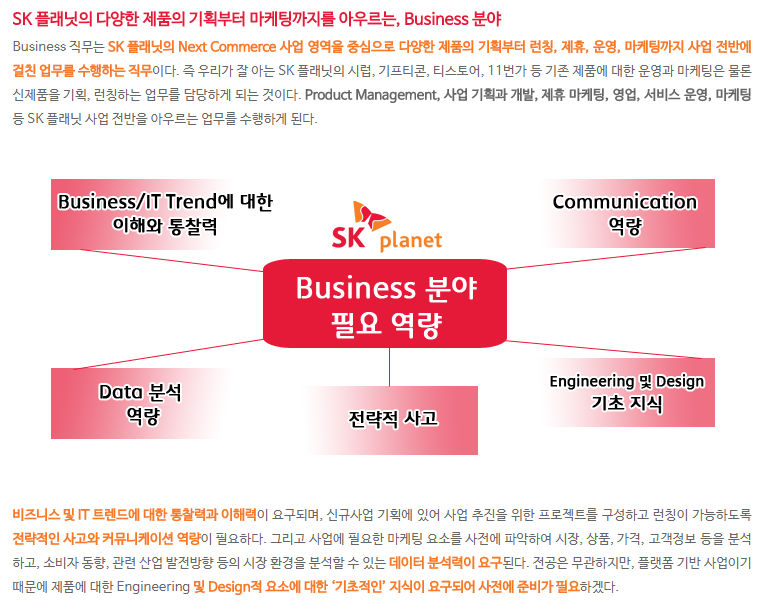 SK 플래닛의 다양한 제품의 기획부터 마케팅까지를 아우르는, Business 분야
Business 직무는 SK 플래닛의 Next Commerce 사업 영역을 중심으로 다양한 제품의 기획부터 런칭, 제휴, 운영, 마케팅까지 사업 전반에
걸친 업무를 수행하는 직무이다. 즉 우리가 잘 아는 SK 플래닛의 시럽, 기프티콘, 티스토어, 11번가 등 기존 제품에 대한 운영과 마케팅은 물론
신제품을 기획, 런칭하는 업무를 담당하게 되는 것이다. Product Management, 사업 기획과 개발, 제휴 마케팅, 영업, 서비스 운영, 마케팅
등 SK 플래닛 사업 전반을 아우르는 업무를 수행하게 된다.
Business/IT Trend에 대한
이해와 통찰력
Communication
역량
SK planet
Business 분야
필요 역량
Data 분석
역량
전략적 사고
Engineering 및 Design
기초 지식
비즈니스 및 IT 트렌드에 대한 통찰력과 이해력이 요구되며, 신규사업 기획에 있어 사업 추진을 위한 프로젝트를 구성하고 런칭이 가능하도록
전략적인 사고와 커뮤니케이션 역량이 필요하다. 그리고 사업에 필요한 마케팅 요소를 사전에 파악하여 시장, 상품, 가격, 고객정보 등을 분석
하고, 소비자 동향, 관련 산업 발전방향 등의 시장 환경을 분석할 수 있는 데이터 분석력이 요구된다. 전공은 무관하지만, 플랫폼 기반 사업이기
때문에 제품에 대한 Engineering 및 Design적 요소에 대한 ‘기초적인’ 지식이 요구되어 사전에 준비가 필요하겠다.